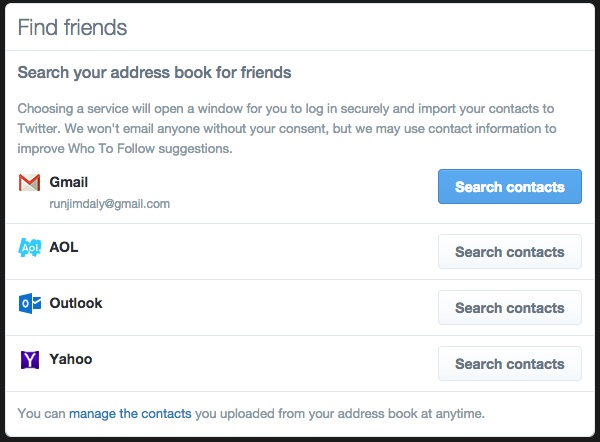 Find friends
Search your address book for friends
Choosing a service will open a window for you to log in securely and import your contacts to
Twitter. We won't email anyone without your consent, but we may use contact information to
improve Who To Follow suggestions.
Gmail
runjimdaly@gmail.com
Search contacts
Aol.
AOL
Search contacts
Outlook
Search contacts
Yahoo
Search contacts
You can manage the contacts you uploaded from your address book at anytime.